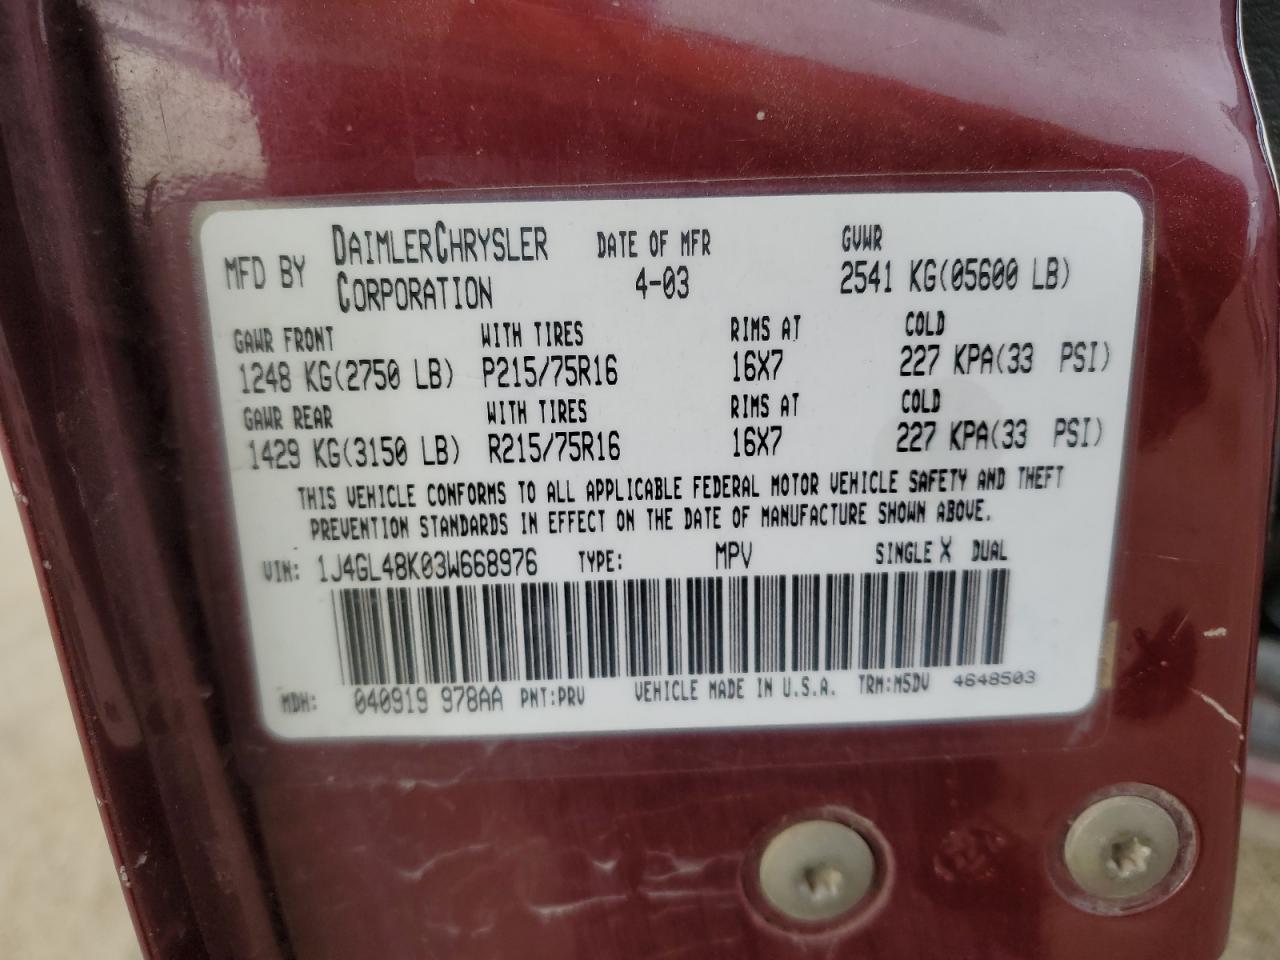 MFD BY DAIMLERCHRYSLER CORPORATION
DATE OF MFR
4-03
GVWR
2541 KG(05600 LB)
GAWR FRONT WITH TIRES RIMS AT COLD
1248 KG(2750 LB) P215/75R16 16X7 227 KPA(33 PSI)
GAWR REAR WITH TIRES RIMS AT COLD
1429 KG(3150 LB) R215/75R16 16X7 227 KPA(33 PSI)
THIS VEHICLE CONFORMS TO ALL APPLICABLE FEDERAL MOTOR VEHICLE SAFETY AND THEFT
PREVENTION STANDARDS IN EFFECT ON THE DATE OF MANUFACTURE SHOWN ABOVE.
VIN: 1J4GL48K03W668976 TYPE: MPV SINGLE X DUAL
MDH: 040919 978AA PNT:PRV VEHICLE MADE IN U.S.A. TRM:M5DV 4648503